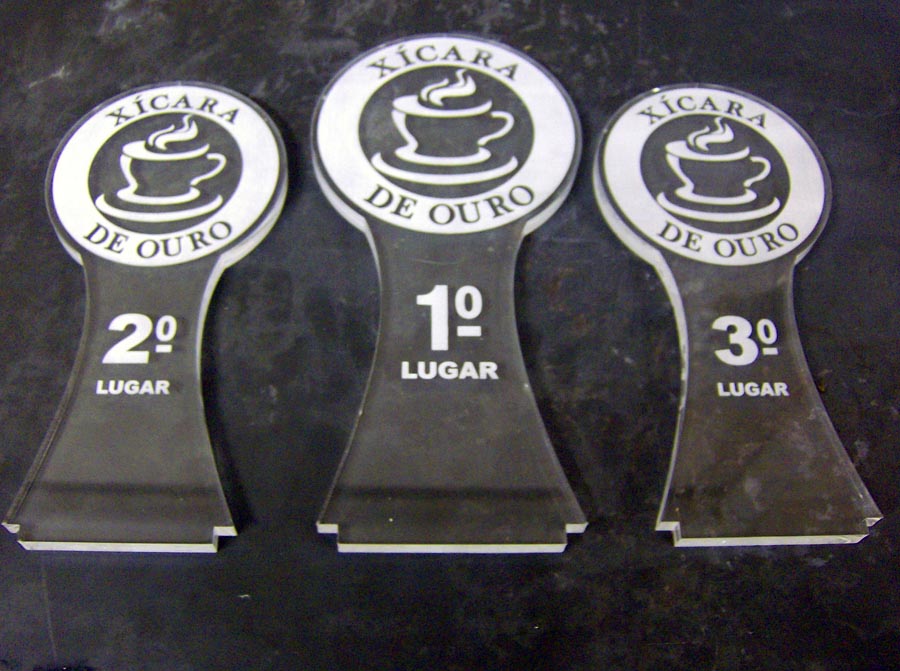 XÍCARA
DE OURO
2º
LUGAR
XÍCARA
DE OURO
1º
LUGAR
XÍCARA
DE OURO
3º
LUGAR